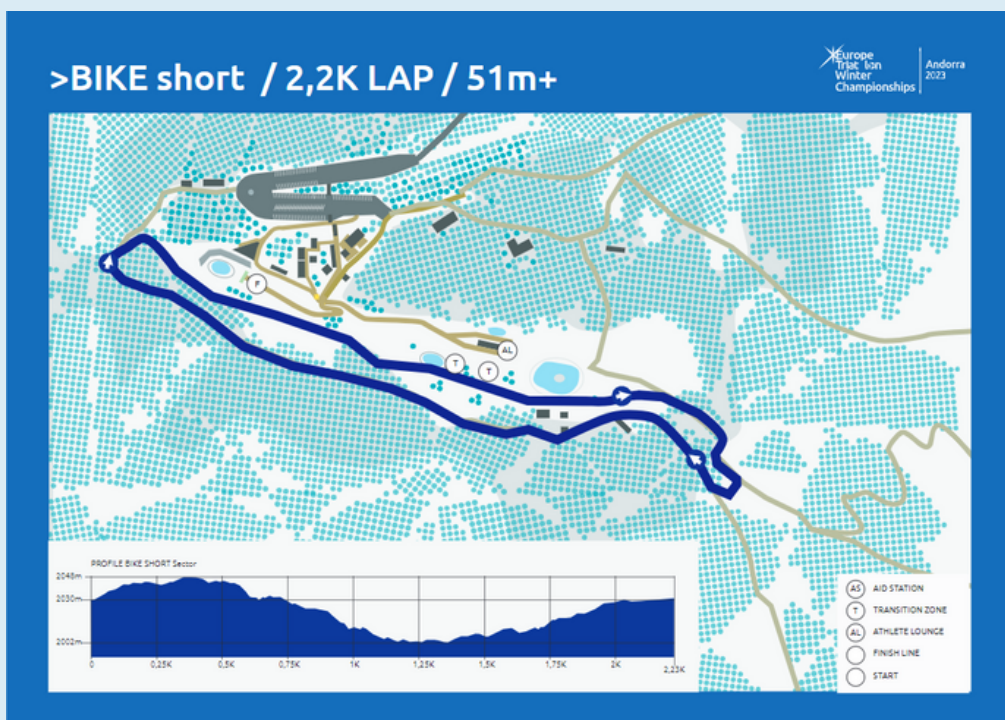 >BIKE short / 2,2K LAP / 51m+
Europe
Triathlon
Winter
Championships
Andorra
2023
F
AL
T
T
PROFILE BIKE SHORT Sector
2048m
2030m
2002m
0
0,25K
0,5K
0,75K
1K
1,25K
1,5K
1,75K
2K
2,23K
AS AID STATION
T TRANSITION ZONE
AL ATHLETE LOUNGE
FINISH LINE
START